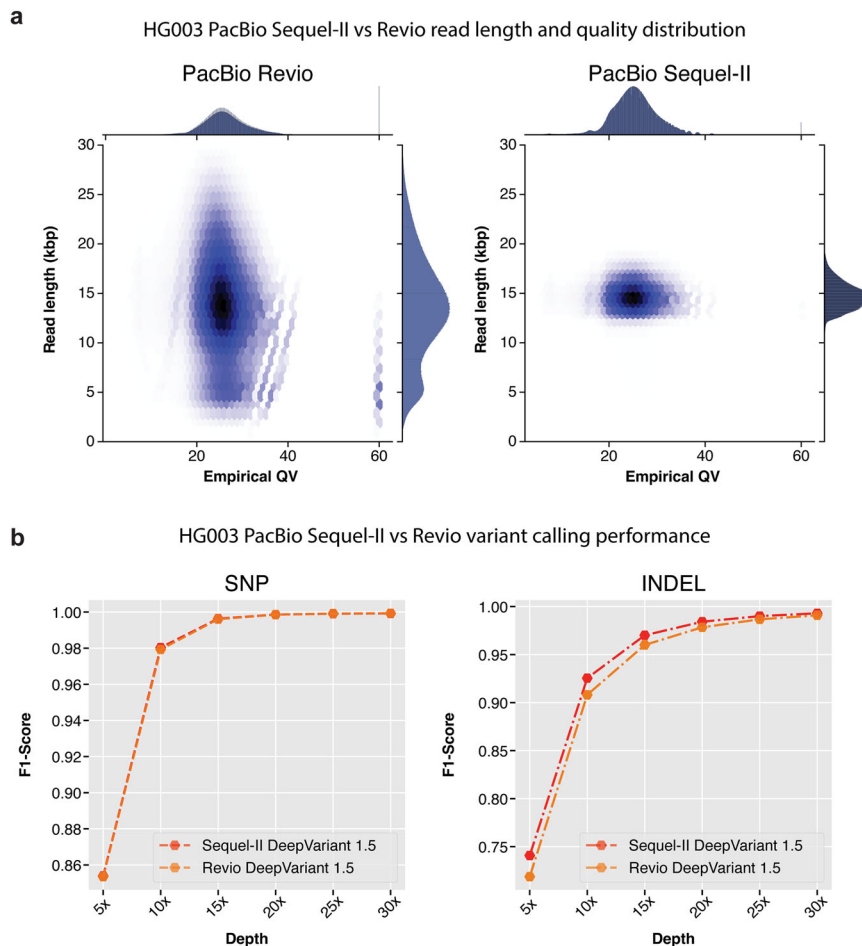 a
HG003 PacBio Sequel-II vs Revio read length and quality distribution
PacBio Revio
PacBio Sequel-II
30
25
20
15
10
5
0
Read length (kbp)
20
40
60
Empirical QV
30
25
20
15
10
5
0
Read length (kbp)
20
40
60
Empirical QV
b
HG003 PacBio Sequel-II vs Revio variant calling performance
SNP
1.00
0.98
0.96
0.94
0.92
0.90
0.88
0.86
F1-Score
Sequel-II DeepVariant 1.5
Revio DeepVariant 1.5
5x
10x
15x
20x
25x
30x
Depth
INDEL
1.00
0.95
0.90
0.85
0.80
0.75
F1-Score
Sequel-II DeepVariant 1.5
Revio DeepVariant 1.5
5x
10x
15x
20x
25x
30x
Depth